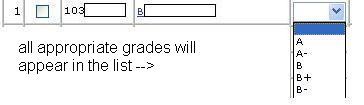 1 103 B
all appropriate grades will
appear in the list -->
A
A-
B
B+
B-